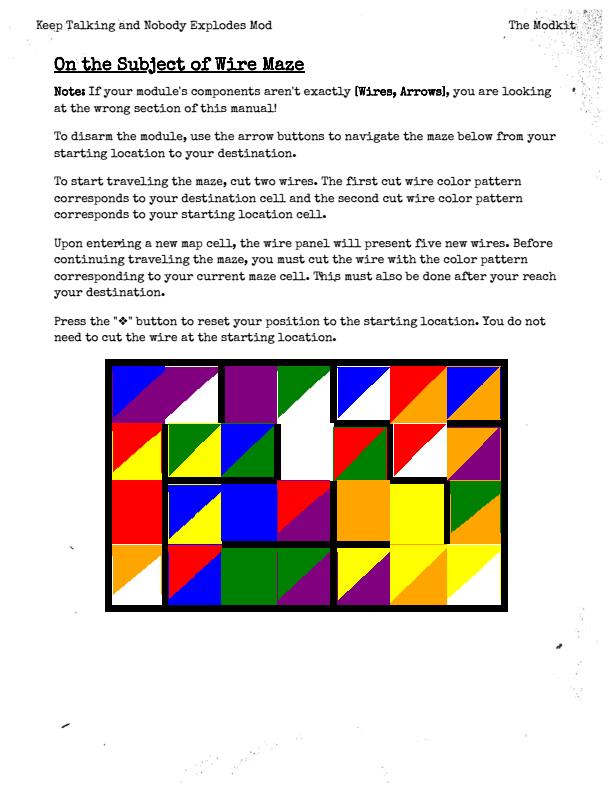 Keep Talking and Nobody Explodes Mod The Modkit
On the Subject of Wire Maze
Note: If your module's components aren't exactly [Wires, Arrows], you are looking
at the wrong section of this manual!
To disarm the module, use the arrow buttons to navigate the maze below from your
starting location to your destination.
To start traveling the maze, cut two wires. The first cut wire color pattern
corresponds to your destination cell and the second cut wire color pattern
corresponds to your starting location cell.
Upon entering a new map cell, the wire panel will present five new wires. Before
continuing traveling the maze, you must cut the wire with the color pattern
corresponding to your current maze cell. This must also be done after your reach
your destination.
Press the "❖" button to reset your position to the starting location. You do not
need to cut the wire at the starting location.